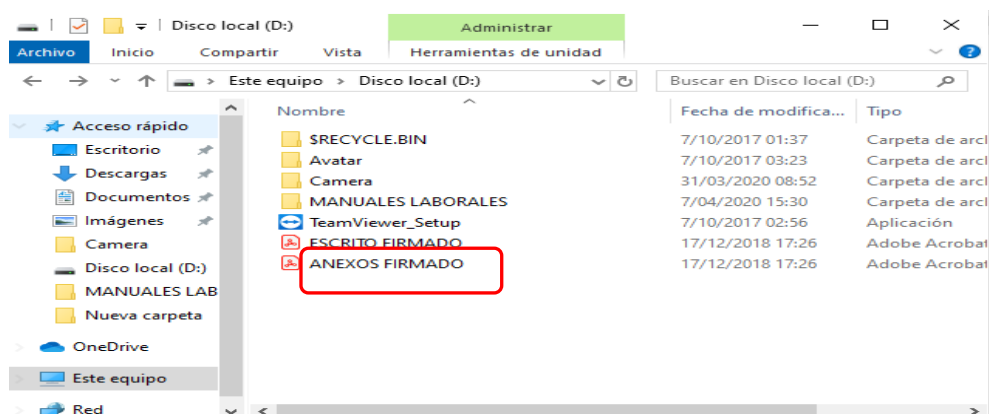 Disco local (D:) Administrar
Archivo Inicio Compartir Vista Herramientas de unidad
Este equipo > Disco local (D:) Buscar en Disco local (D:)
Nombre Fecha de modifica... Tipo
Acceso rápido
Escritorio
Descargas
Documentos
Imágenes
Camera
Disco local (D:)
MANUALES LAB
Nueva carpeta
OneDrive
Este equipo
Red
$RECYCLE.BIN 7/10/2017 01:37 Carpeta de arcl
Avatar 7/10/2017 03:23 Carpeta de arcl
Camera 31/03/2020 08:52 Carpeta de arcl
MANUALES LABORALES 7/04/2020 15:30 Carpeta de arcl
TeamViewer_Setup 7/10/2017 02:56 Aplicación
ESCRITO FIRMADO 17/12/2018 17:26 Adobe Acrobat
ANEXOS FIRMADO 17/12/2018 17:26 Adobe Acrobat